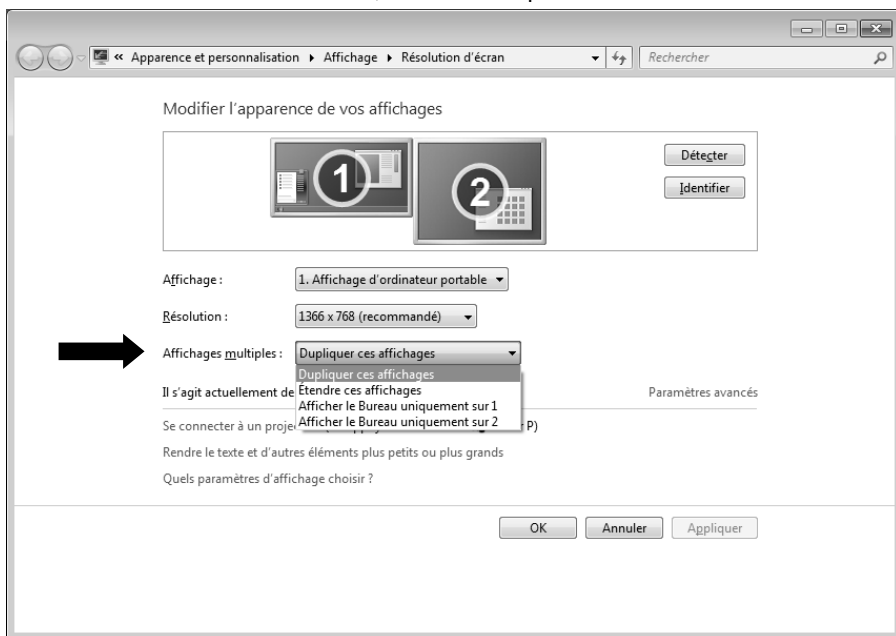 « Apparence et personnalisation ▸ Affichage ▸ Résolution d'écran Rechercher
Modifier l'apparence de vos affichages
1
2
Détecter
Identifier
Affichage : 1. Affichage d'ordinateur portable
Résolution : 1366 x 768 (recommandé)
Affichages multiples : Dupliquer ces affichages
Dupliquer ces affichages
Étendre ces affichages
Afficher le Bureau uniquement sur 1
Afficher le Bureau uniquement sur 2
Il s'agit actuellement de Paramètres avancés
Se connecter à un P)
Rendre le texte et d'autres éléments plus petits ou plus grands
Quels paramètres d'affichage choisir ?
OK Annuler Appliquer